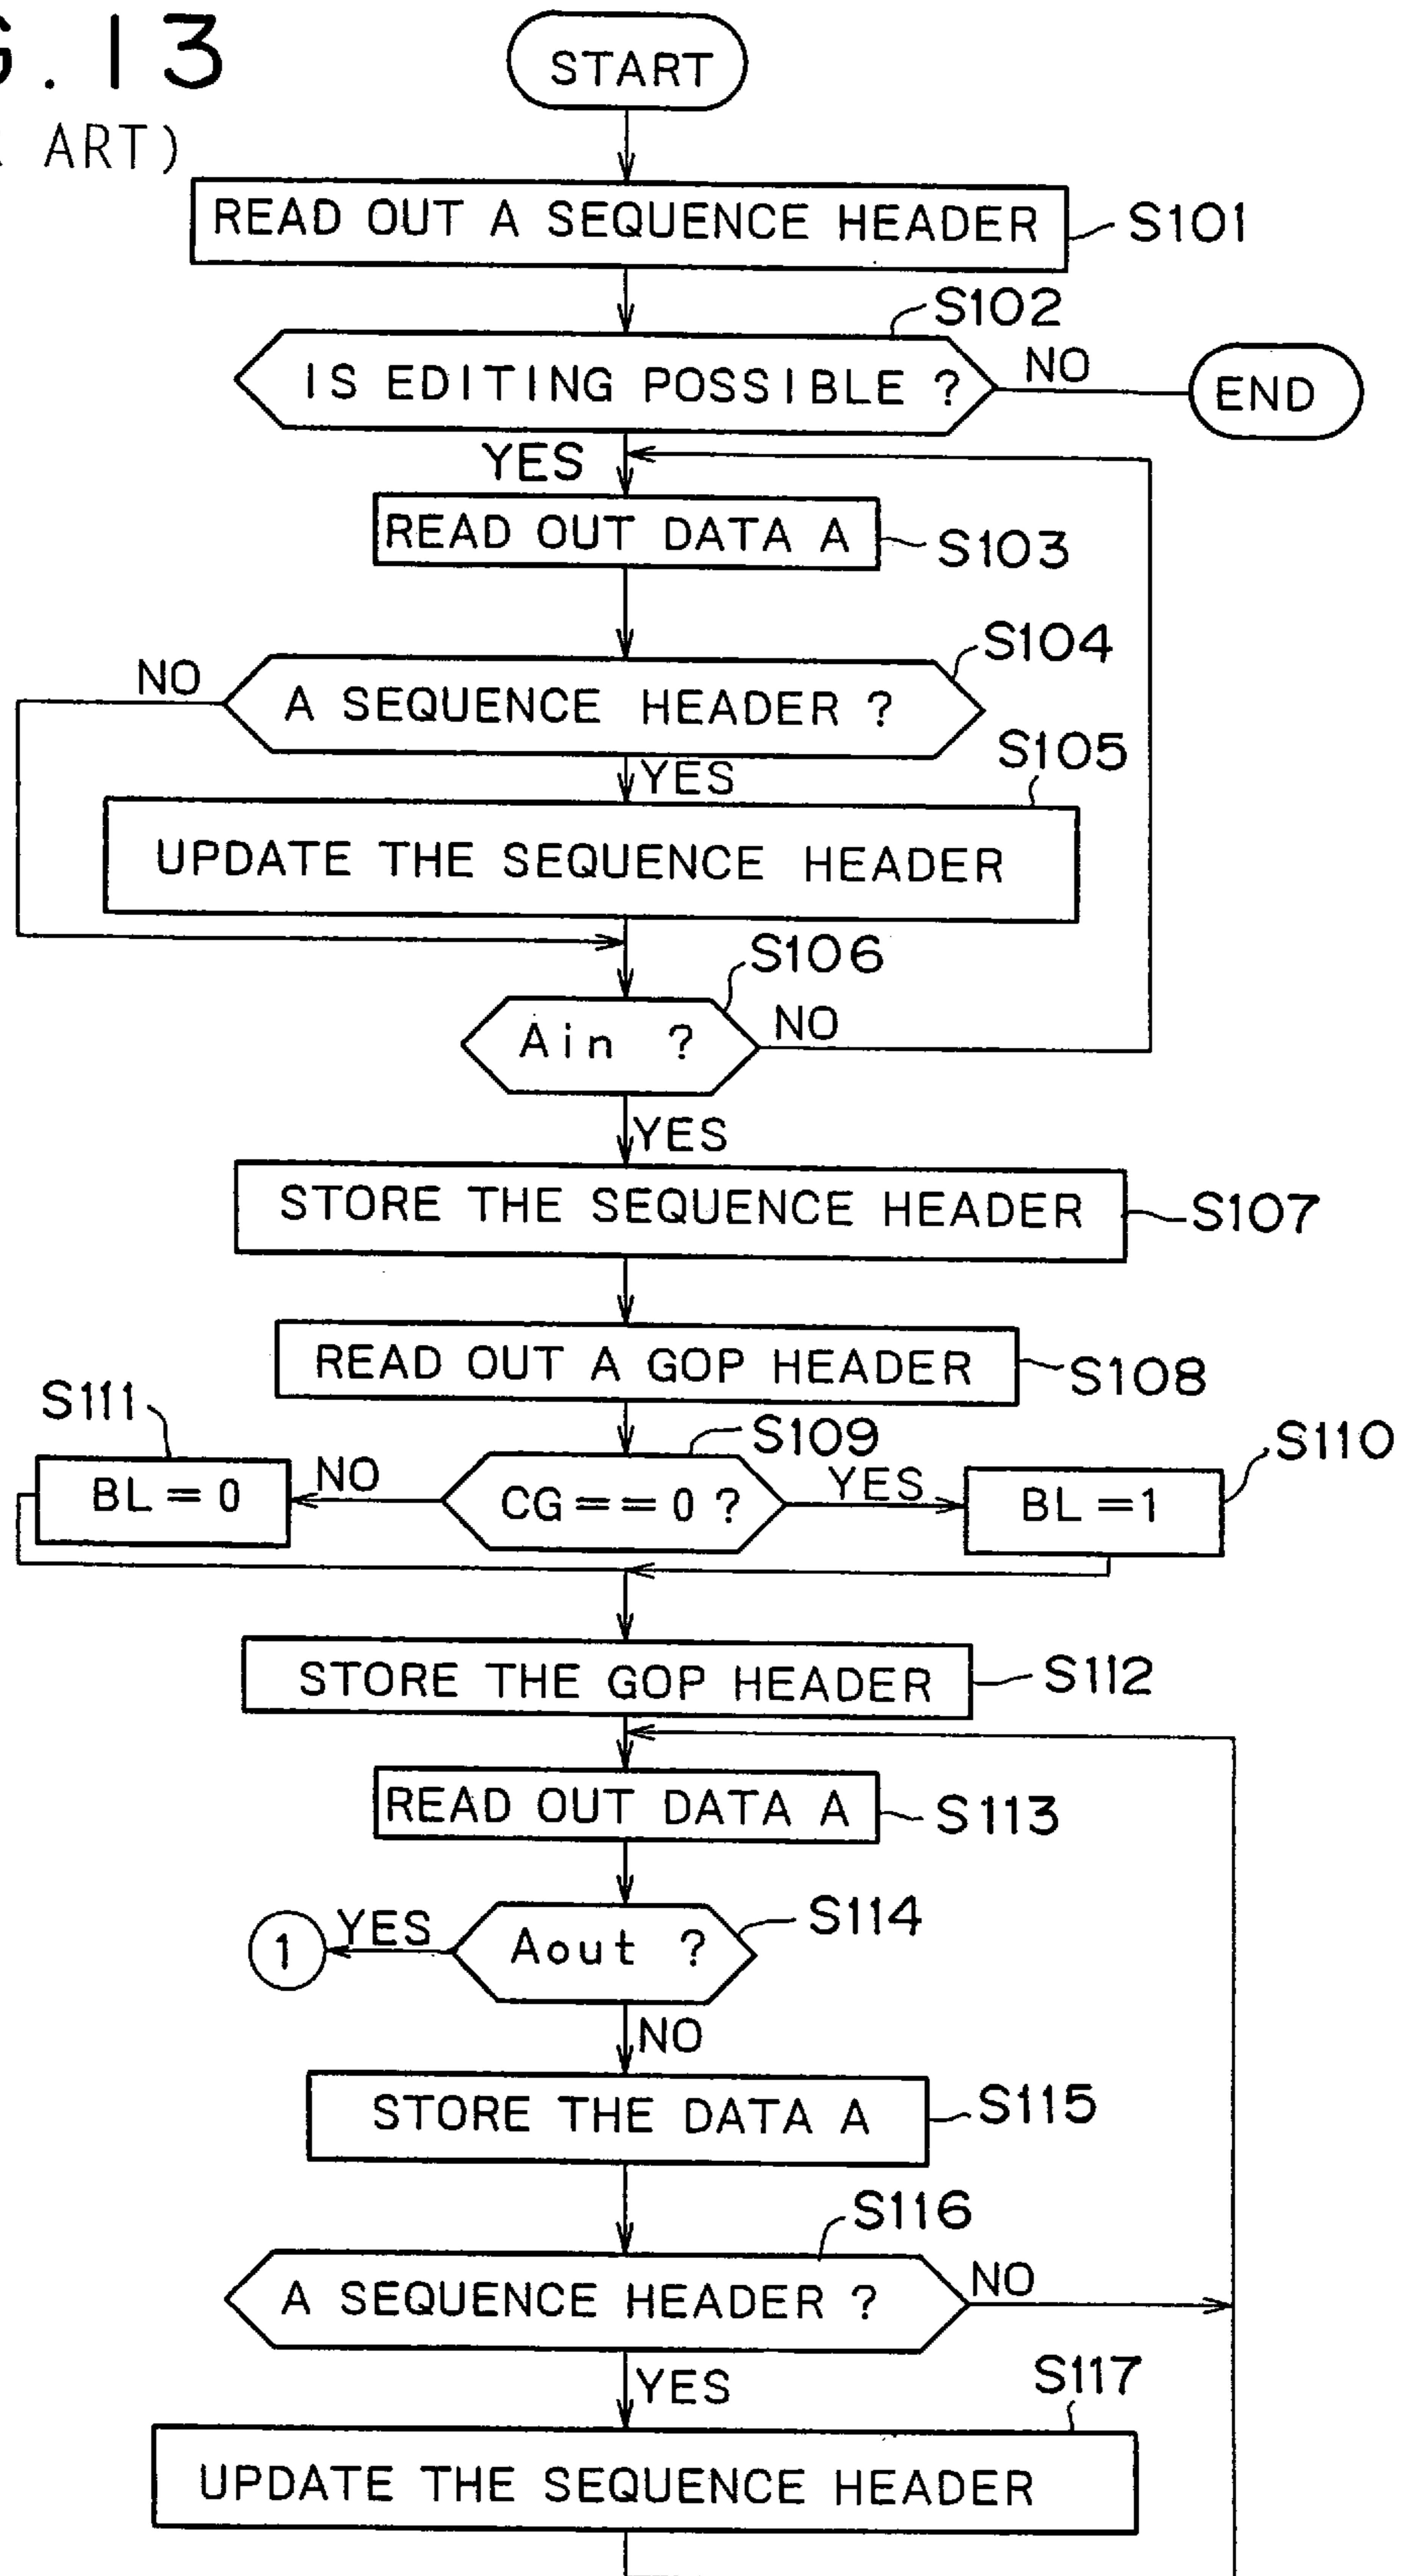 G.13
ART)
START
READ OUT A SEQUENCE HEADER
S101
S102
IS EDITING POSSIBLE ?
NO
END
YES
READ OUT DATA A
S103
S104
NO
A SEQUENCE HEADER ?
S105
YES
UPDATE THE SEQUENCE HEADER
S106
Ain ?
NO
YES
STORE THE SEQUENCE HEADER
S107
READ OUT A GOP HEADER
S108
S111
S109
S110
BL=0
NO
CG==0 ?
YES
BL=1
STORE THE GOP HEADER
S112
READ OUT DATA A
S113
S114
1
YES
Aout ?
NO
STORE THE DATA A
S115
S116
A SEQUENCE HEADER ?
NO
YES
S117
UPDATE THE SEQUENCE HEADER